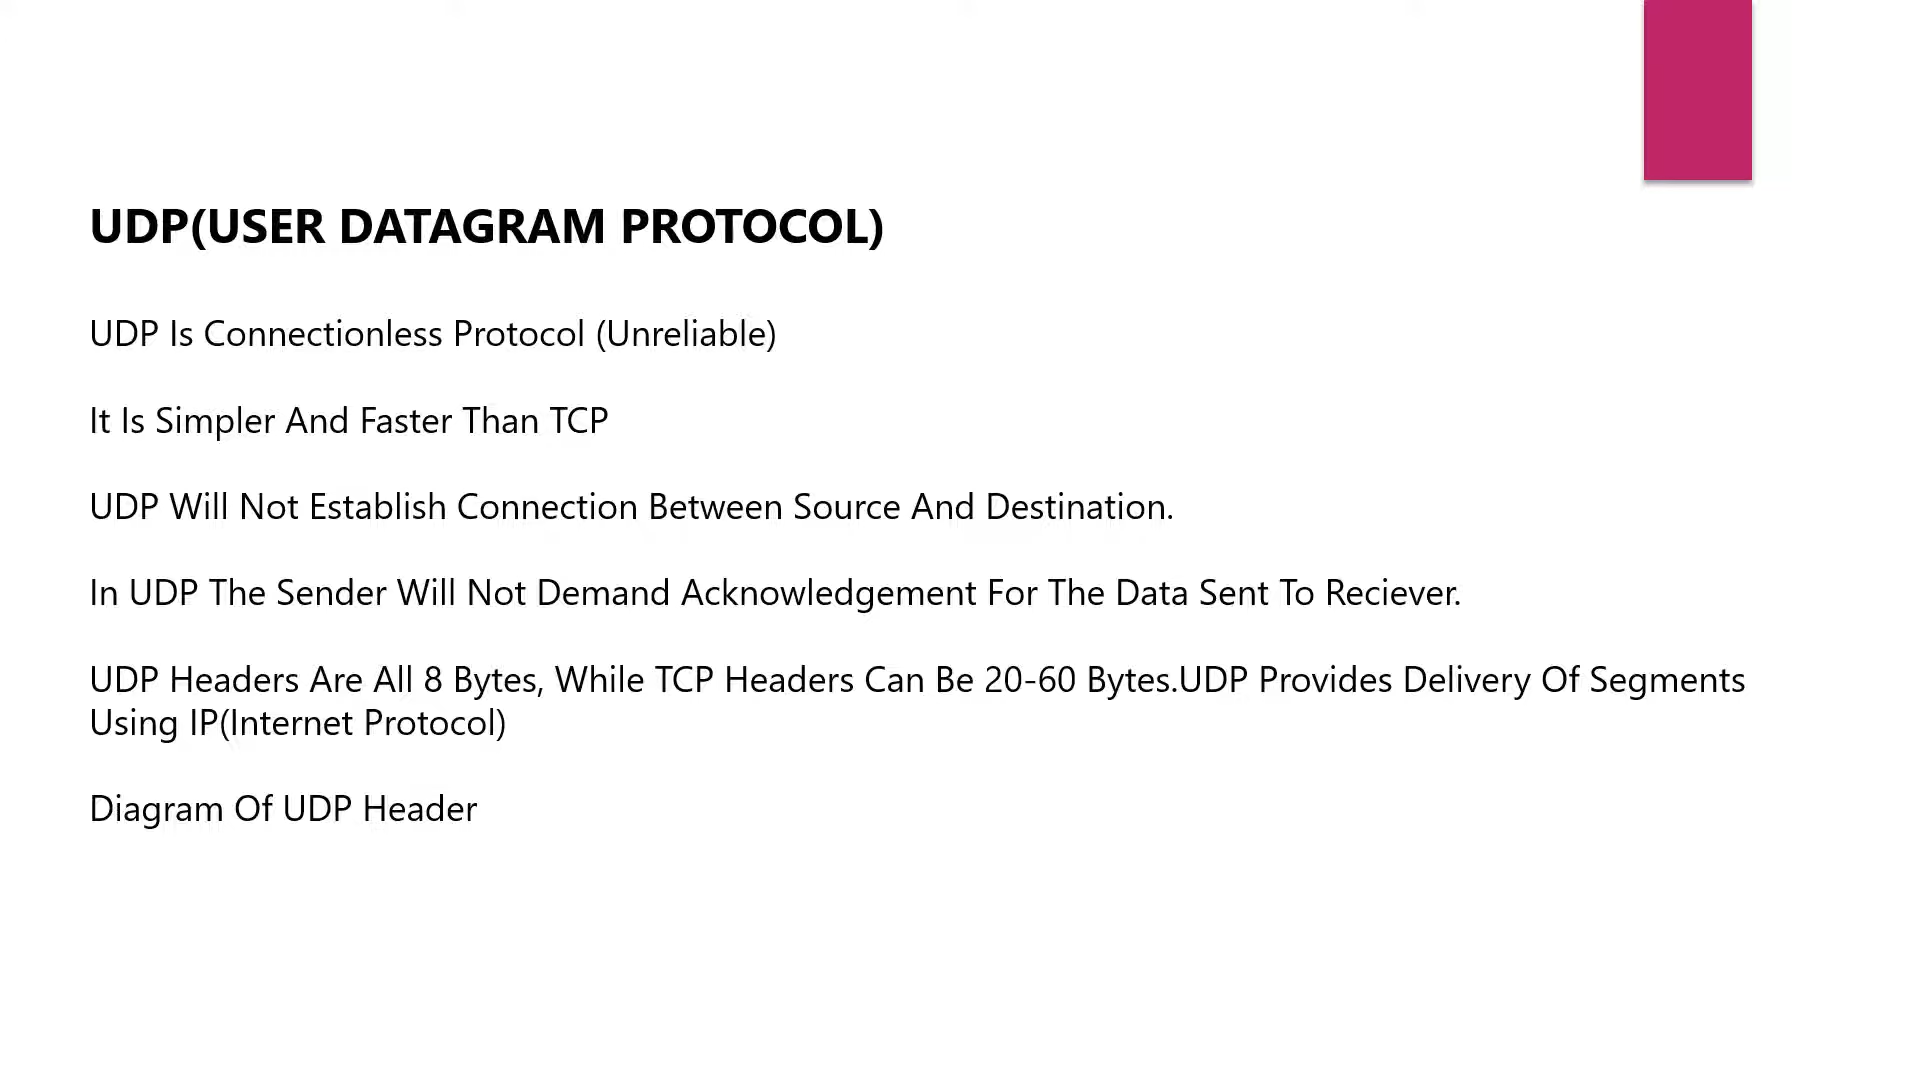 UDP(USER DATAGRAM PROTOCOL)
UDP Is Connectionless Protocol (Unreliable)
It Is Simpler And Faster Than TCP
UDP Will Not Establish Connection Between Source And Destination.
In UDP The Sender Will Not Demand Acknowledgement For The Data Sent To Reciever.
UDP Headers Are All 8 Bytes, While TCP Headers Can Be 20-60 Bytes.UDP Provides Delivery Of Segments
Using IP(Internet Protocol)
Diagram Of UDP Header